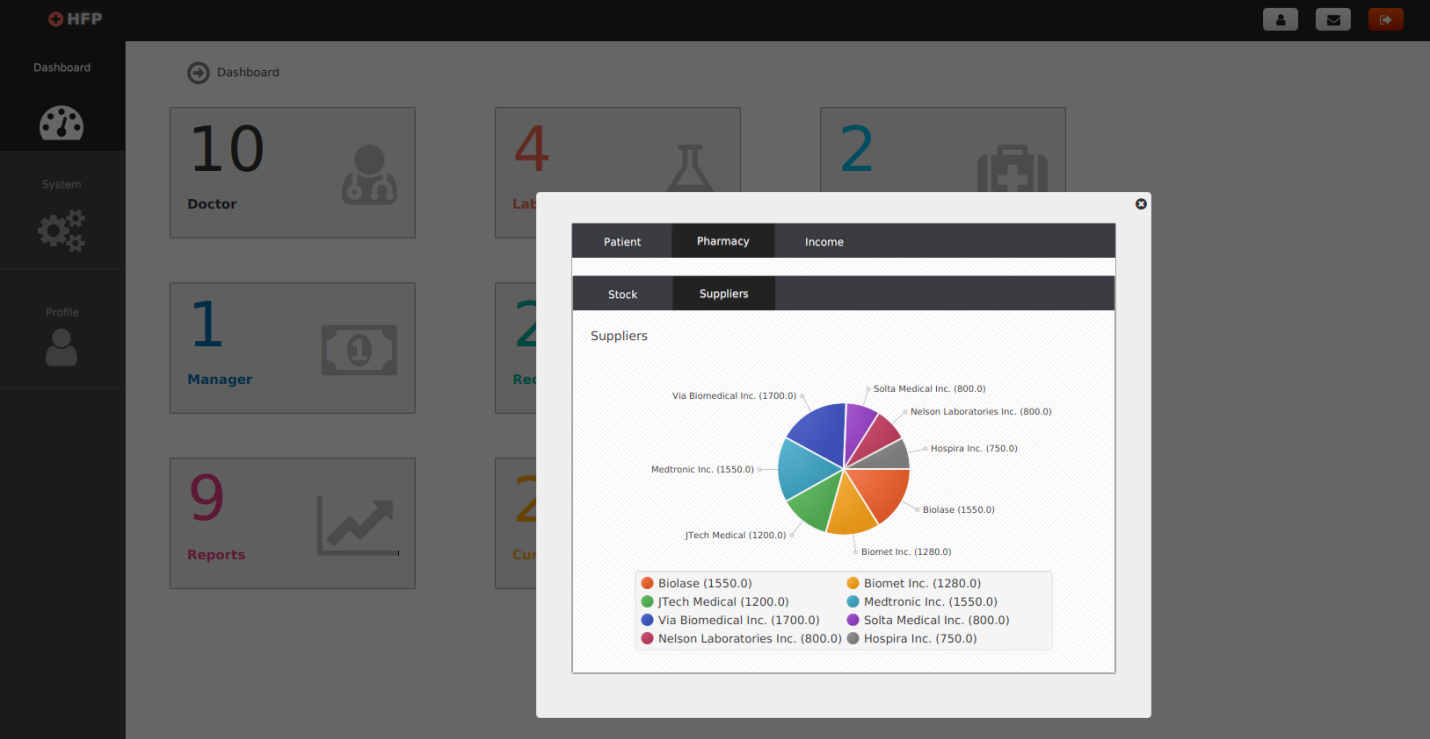 HFP
Dashboard
System
Profile
Dashboard
10
Doctor
4
Lab
2
1
Manager
2
Rec
9
Reports
2
Cur
Patient Pharmacy Income
Stock Suppliers
Suppliers
Solta Medical Inc. (800.0)
Via Biomedical Inc. (1700.0)
Nelson Laboratories Inc. (800.0)
Hospira Inc. (750.0)
Medtronic Inc. (1550.0)
Biolase (1550.0)
JTech Medical (1200.0)
Biomet Inc. (1280.0)
Biolase (1550.0) Biomet Inc. (1280.0)
JTech Medical (1200.0) Medtronic Inc. (1550.0)
Via Biomedical Inc. (1700.0) Solta Medical Inc. (800.0)
Nelson Laboratories Inc. (800.0) Hospira Inc. (750.0)